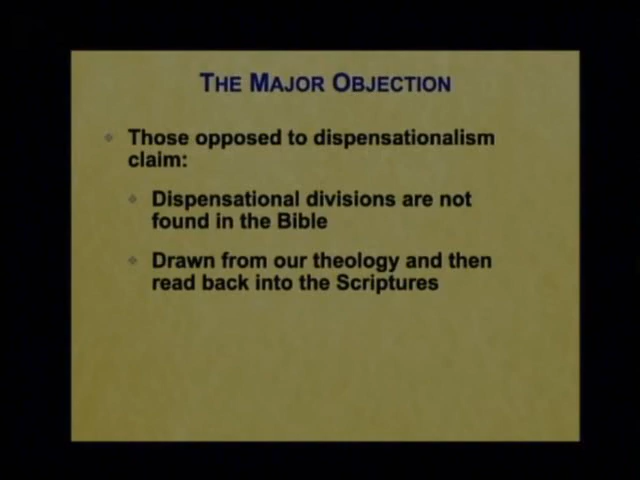 THE MAJOR OBJECTION
Those opposed to dispensationalism
claim:
Dispensational divisions are not
found in the Bible
Drawn from our theology and then
read back into the Scriptures